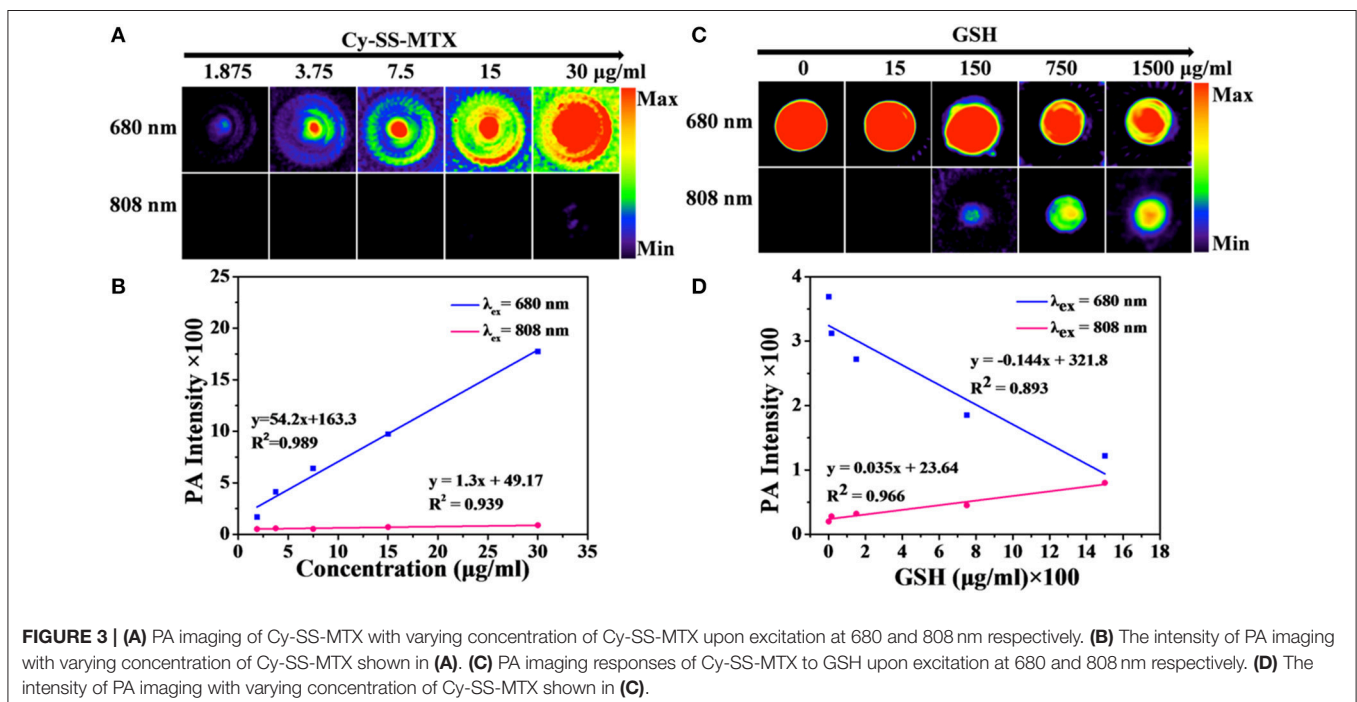 A
Cy-SS-MTX
1.875 3.75 7.5 15 30 μg/ml
680 nm
808 nm
Max
Min
C
GSH
0 15 150 750 1500 μg/ml
680 nm
808 nm
Max
Min
B
25
20
15
10
5
0
PA Intensity ×100
λex = 680 nm
λex = 808 nm
y=54.2x+163.3
R²=0.989
y = 1.3x + 49.17
R² = 0.939
0 5 10 15 20 25 30 35
Concentration (μg/ml)
D
4
3
2
1
0
PA Intensity ×100
λex = 680 nm
λex = 808 nm
y = -0.144x + 321.8
R² = 0.893
y = 0.035x + 23.64
R² = 0.966
0 2 4 6 8 10 12 14 16 18
GSH (μg/ml)×100
FIGURE 3 | (A) PA imaging of Cy-SS-MTX with varying concentration of Cy-SS-MTX upon excitation at 680 and 808 nm respectively. (B) The intensity of PA imaging
with varying concentration of Cy-SS-MTX shown in (A). (C) PA imaging responses of Cy-SS-MTX to GSH upon excitation at 680 and 808 nm respectively. (D) The
intensity of PA imaging with varying concentration of Cy-SS-MTX shown in (C).